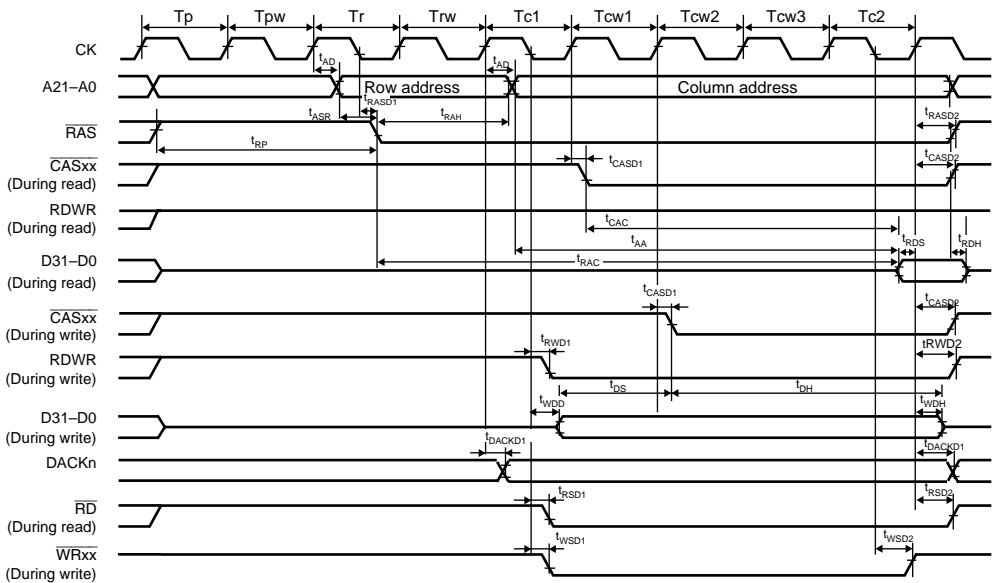 Tp Tpw Tr Trw Tc1 Tcw1 Tcw2 Tcw3 Tc2
CK
tAD tAD
A21–A0 Row address Column address
tRASD1
tASR tRAH tRASD2
RAS
tRP
CASxx tCASD1 tCASD2
(During read)
RDWR
(During read) tCAC
tAA tRDS tRDH
D31–D0 tRAC
(During read)
tCASD1 tCASD2
CASxx
(During write)
tRWD1 tRWD2
RDWR
(During write)
tDS tDH
tWDD tWDH
D31–D0
(During write)
tDACKD1 tDACKD1
DACKn
tRSD1 tRSD2
RD
(During read)
tWSD1 tWSD2
WRxx
(During write)